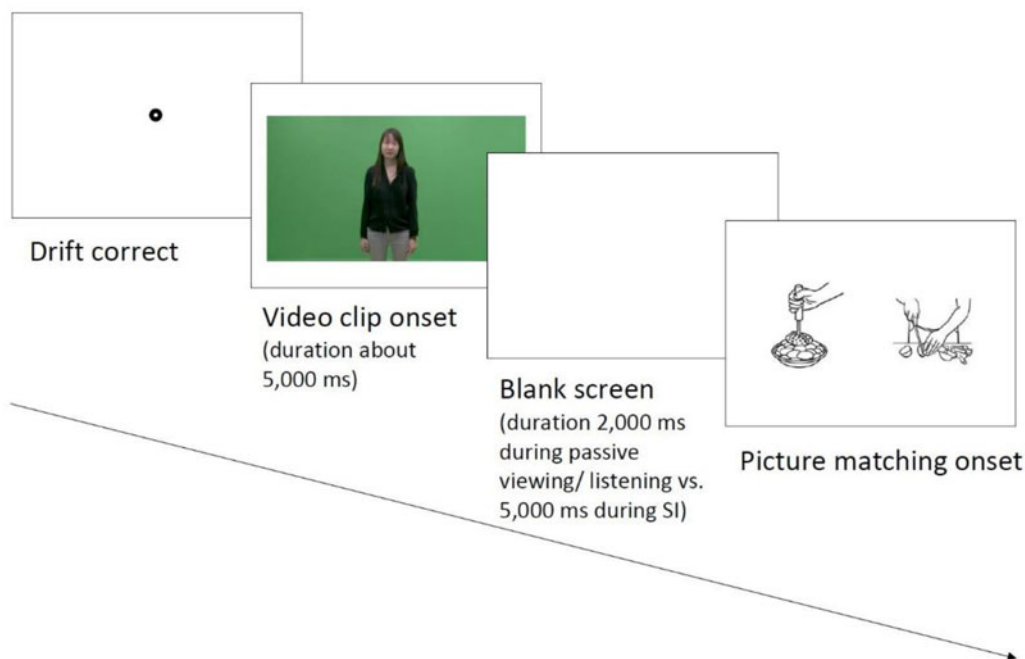 Drift correct
Video clip onset
(duration about
5,000 ms)
Blank screen
(duration 2,000 ms
during passive
viewing/ listening vs.
5,000 ms during SI)
Picture matching onset